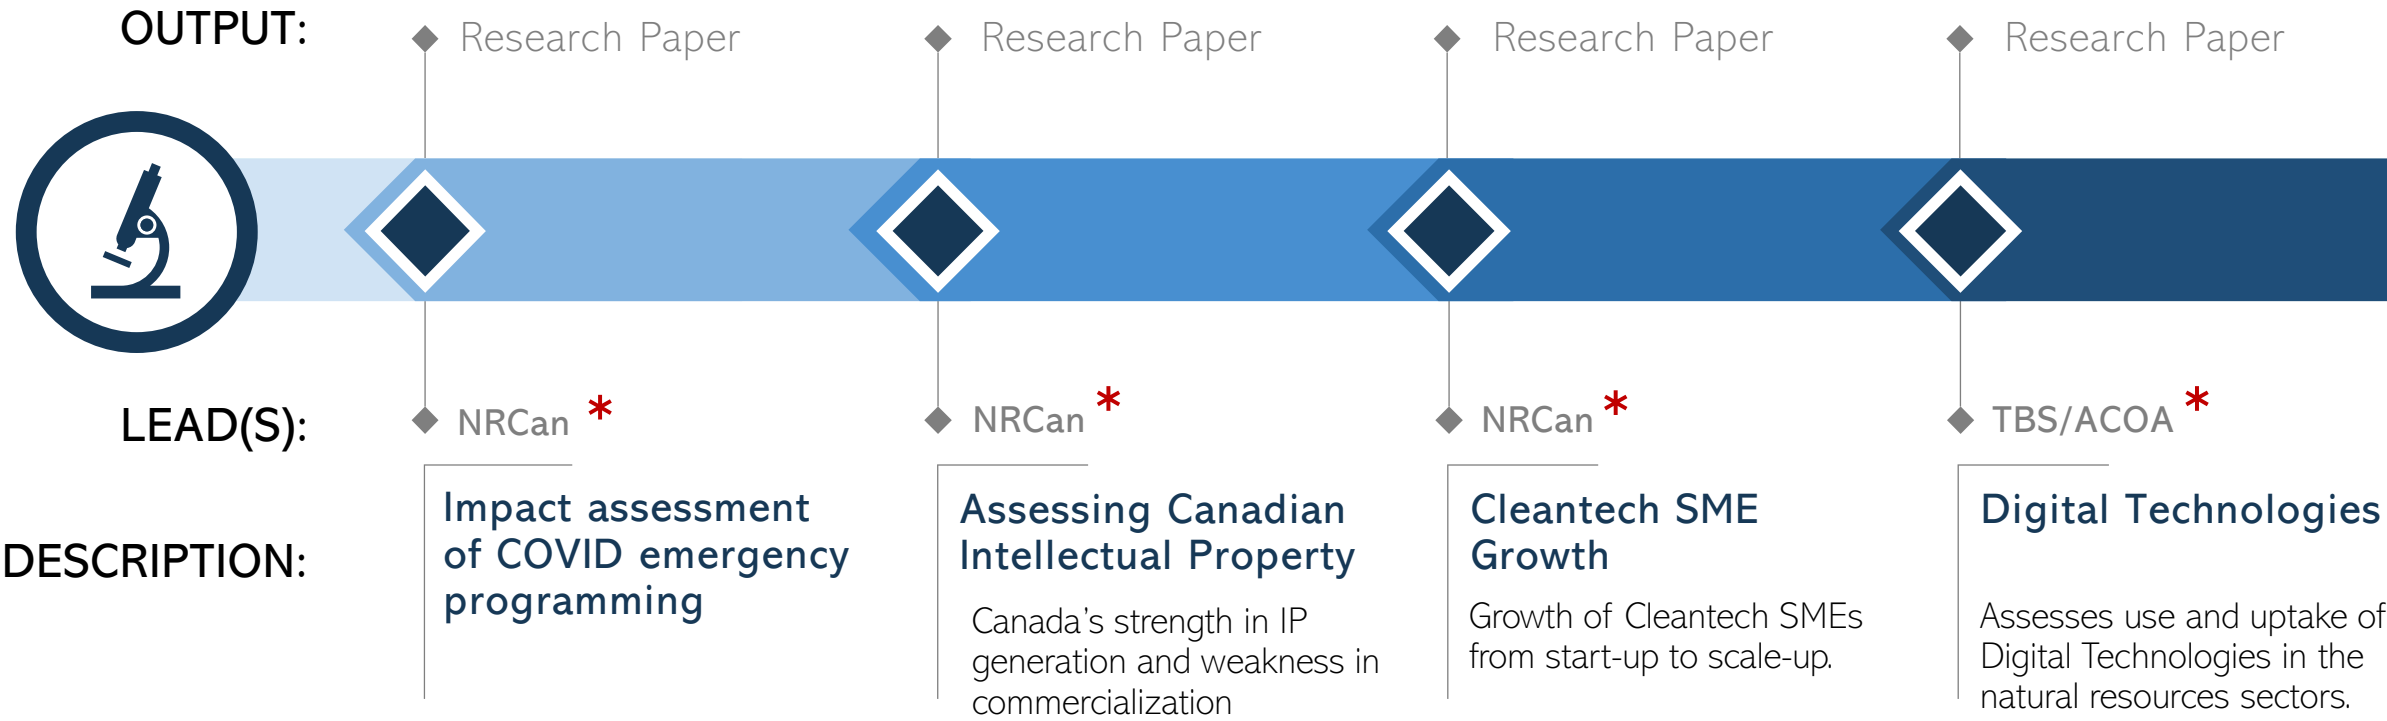 OUTPUT:
Research Paper
Research Paper
Research Paper
Research Paper
LEAD(S):
NRCan *
NRCan *
NRCan *
TBS/ACOA *
DESCRIPTION:
Impact assessment
of COVID emergency
programming
Assessing Canadian
Intellectual Property
Canada’s strength in IP
generation and weakness in
commercialization
Cleantech SME
Growth
Growth of Cleantech SMEs
from start-up to scale-up.
Digital Technologies
Assesses use and uptake of
Digital Technologies in the
natural resources sectors.